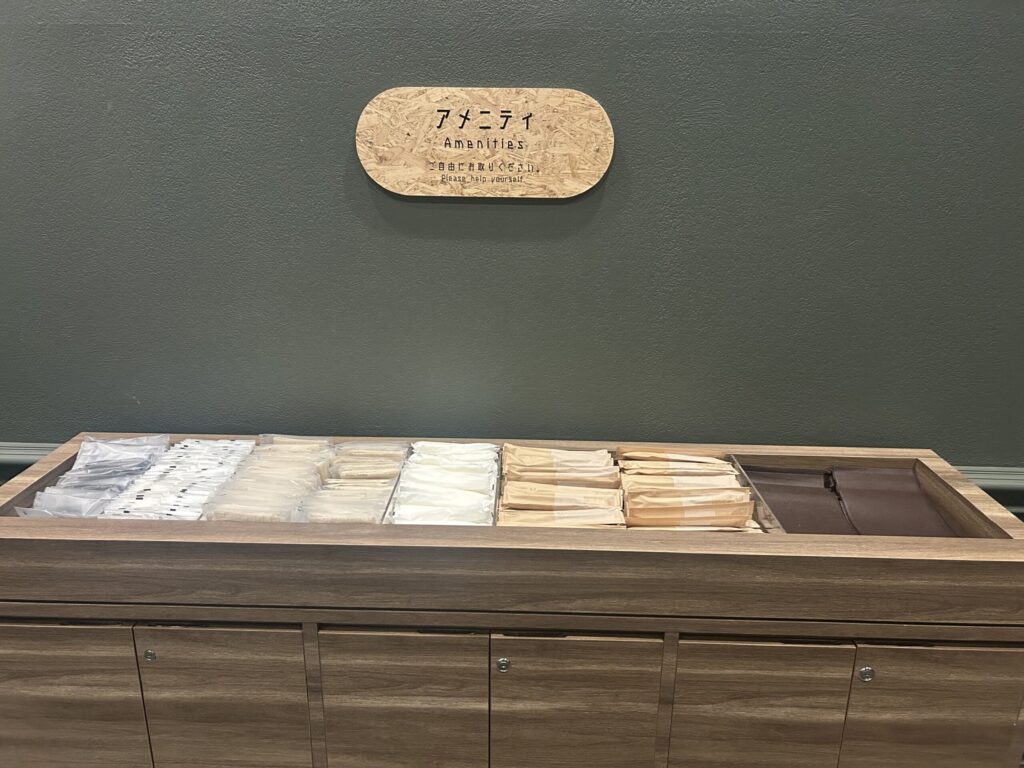 アメニティ
Amenities
ご自由にお取りください。
Please help yourself.